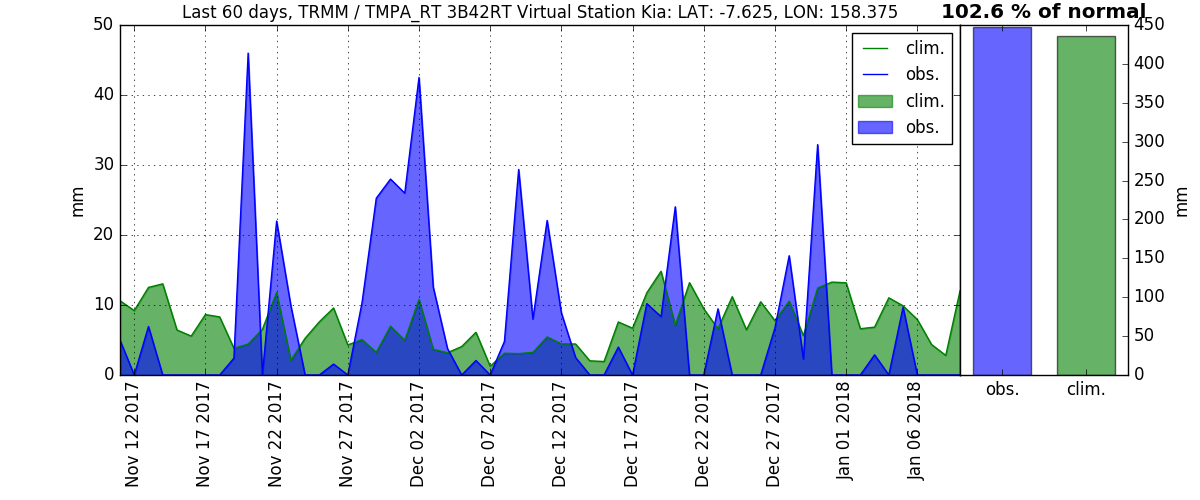 Last 60 days, TRMM / TMPA_RT 3B42RT Virtual Station Kia: LAT: -7.625, LON: 158.375
102.6 % of normal
50
40
30
20
10
0
mm
clim.
obs.
clim.
obs.
450
400
350
300
250
200
150
100
50
0
mm
Nov 12 2017
Nov 17 2017
Nov 22 2017
Nov 27 2017
Dec 02 2017
Dec 07 2017
Dec 12 2017
Dec 17 2017
Dec 22 2017
Dec 27 2017
Jan 01 2018
Jan 06 2018
obs.
clim.